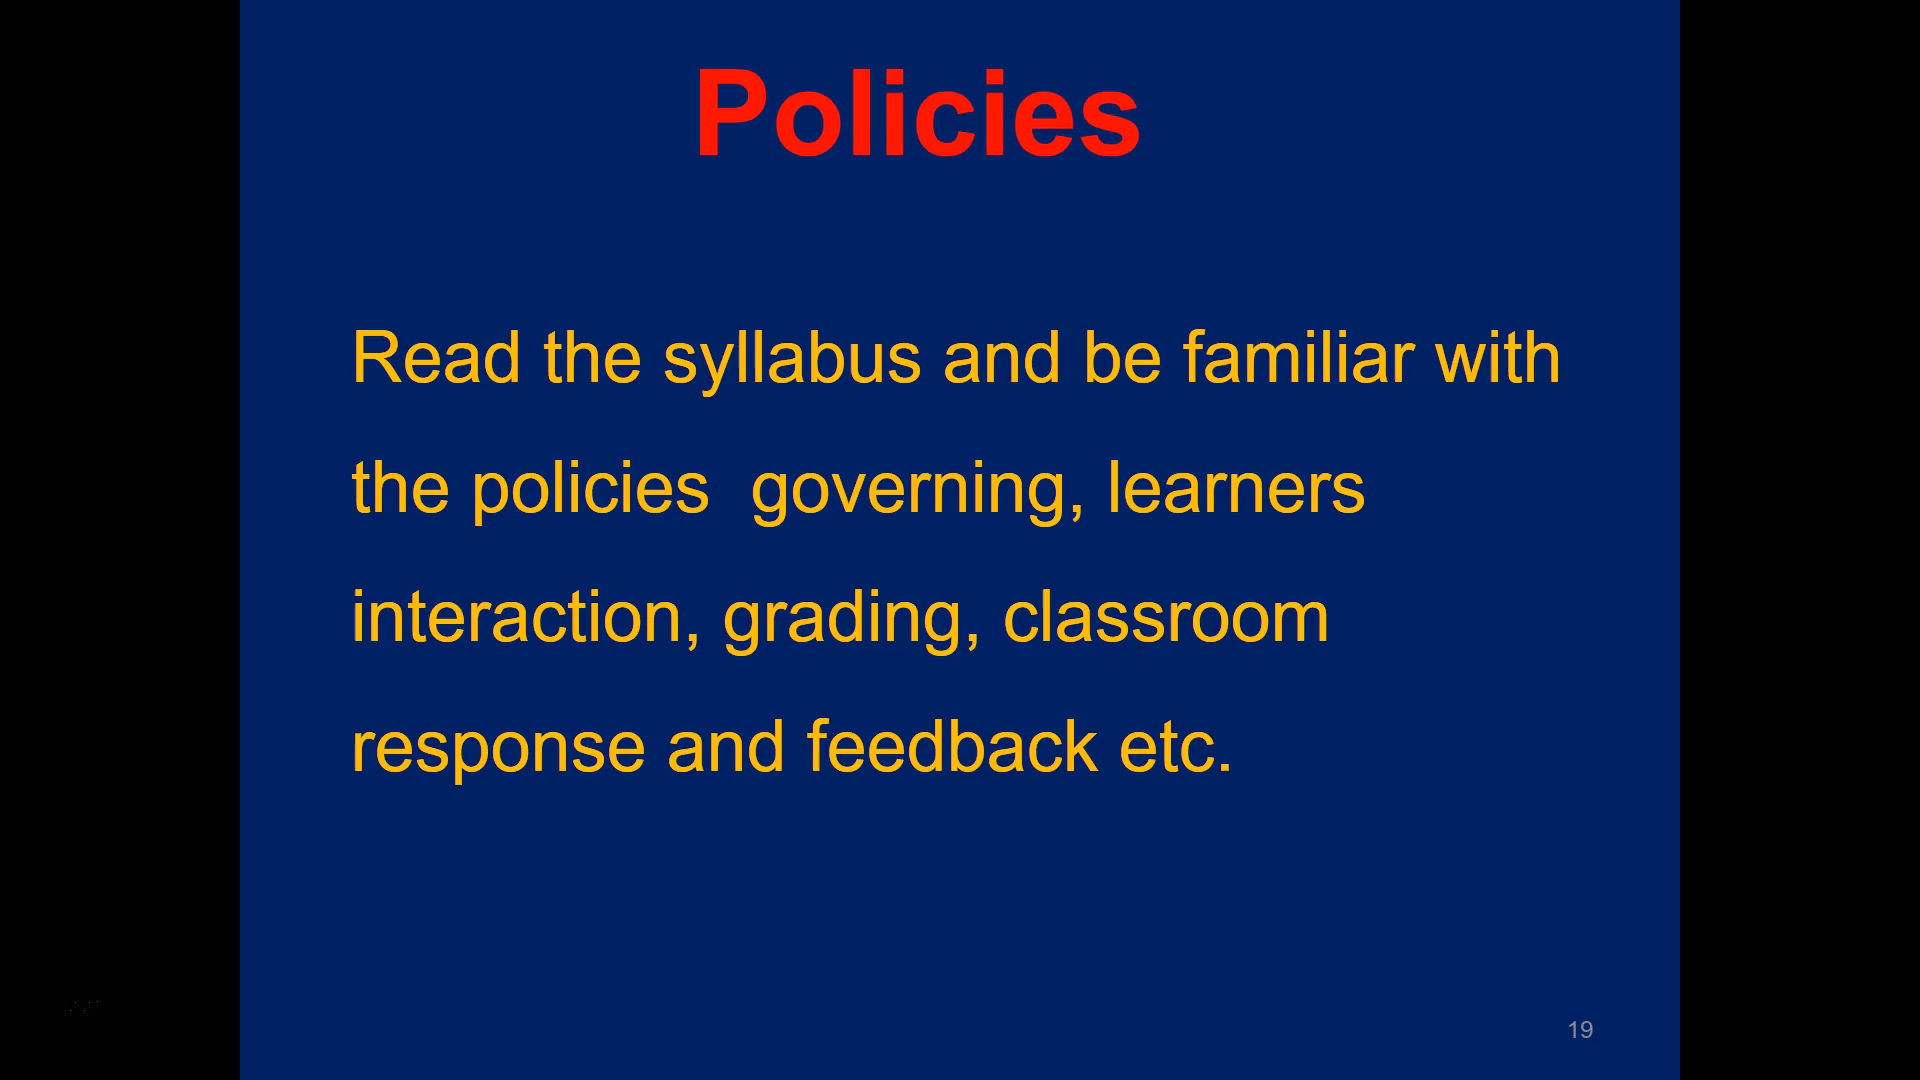 Policies
Read the syllabus and be familiar with
the policies  governing, learners
interaction, grading, classroom
response and feedback etc.
19